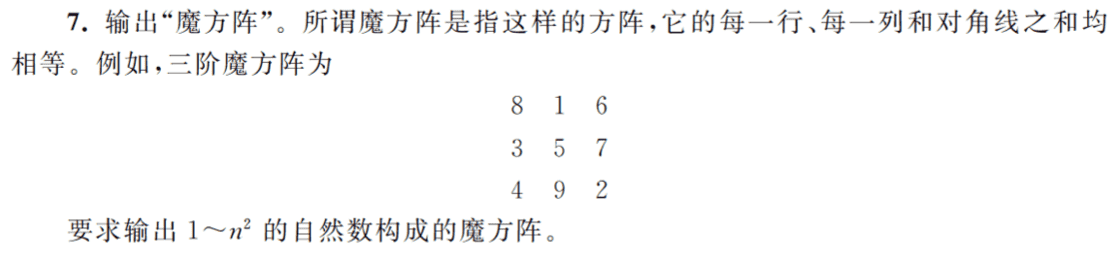 7. 输出“魔方阵”。所谓魔方阵是指这样的方阵,它的每一行、每一列和对角线之和均
相等。例如,三阶魔方阵为
8 1 6
3 5 7
4 9 2
要求输出 1~n² 的自然数构成的魔方阵。